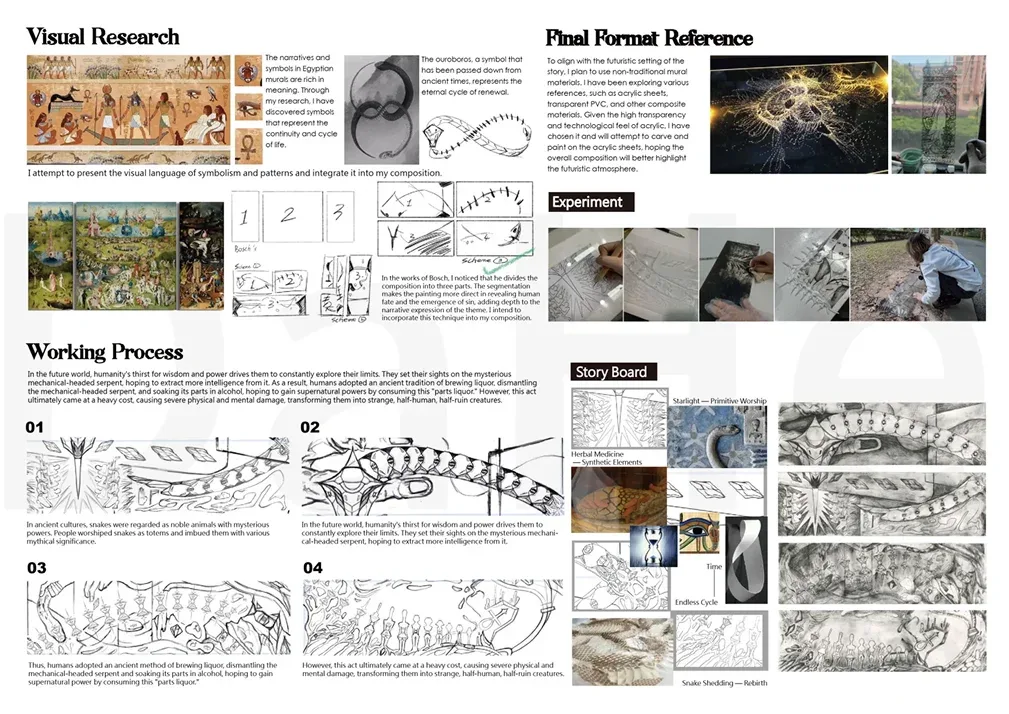 Visual Research
The narratives and
symbols in Egyptian
murals are rich in
meaning. Through
my research, I have
discovered symbols
that represent the
continuity and cycle
of life.
The ouroboros, a symbol that
has been passed down from
ancient times, represents the
eternal cycle of renewal.
I attempt to present the visual language of symbolism and patterns and integrate it into my composition.
1
2
3
Bosch's
1
2
3
scheme ③
In the works of Bosch, I noticed that he divides the
composition into three parts. The segmentation
makes the painting more direct in revealing human
fate and the emergence of sin, adding depth to the
narrative expression of the theme. I intend to
incorporate this technique into my composition.
Final Format Reference
To align with the futuristic setting of the
story, I plan to use non-traditional mural
materials. I have been exploring various
references, such as acrylic sheets,
transparent PVC, and other composite
materials. Given the high transparency
and technological feel of acrylic, I have
chosen it and will attempt to carve and
paint on the acrylic sheets, hoping the
overall composition will better highlight
the futuristic atmosphere.
Experiment
Working Process
In the future world, humanity's thirst for wisdom and power drives them to constantly explore their limits. They set their sights on the mysterious
mechanical-headed serpent, hoping to extract more intelligence from it. As a result, humans adopted an ancient tradition of brewing liquor, dismantling
the mechanical-headed serpent, and soaking its parts in alcohol, hoping to gain supernatural powers by consuming this "parts liquor." However, this act
ultimately came at a heavy cost, causing severe physical and mental damage, transforming them into strange, half-human, half-ruin creatures.
01
In ancient cultures, snakes were regarded as noble animals with mysterious
powers. People worshiped snakes as totems and imbued them with various
mythical significance.
02
In the future world, humanity's thirst for wisdom and power drives them to
constantly explore their limits. They set their sights on the mysterious mechani-
cal-headed serpent, hoping to extract more intelligence from it.
03
Thus, humans adopted an ancient method of brewing liquor, dismantling the
mechanical-headed serpent and soaking its parts in alcohol, hoping to gain
supernatural power by consuming this "parts liquor."
04
However, this act ultimately came at a heavy cost, causing severe physical and
mental damage, transforming them into strange, half-human, half-ruin creatures.
Story Board
Starlight — Primitive Worship
Herbal Medicine
— Synthetic Elements
Time
Endless Cycle
Snake Shedding — Rebirth